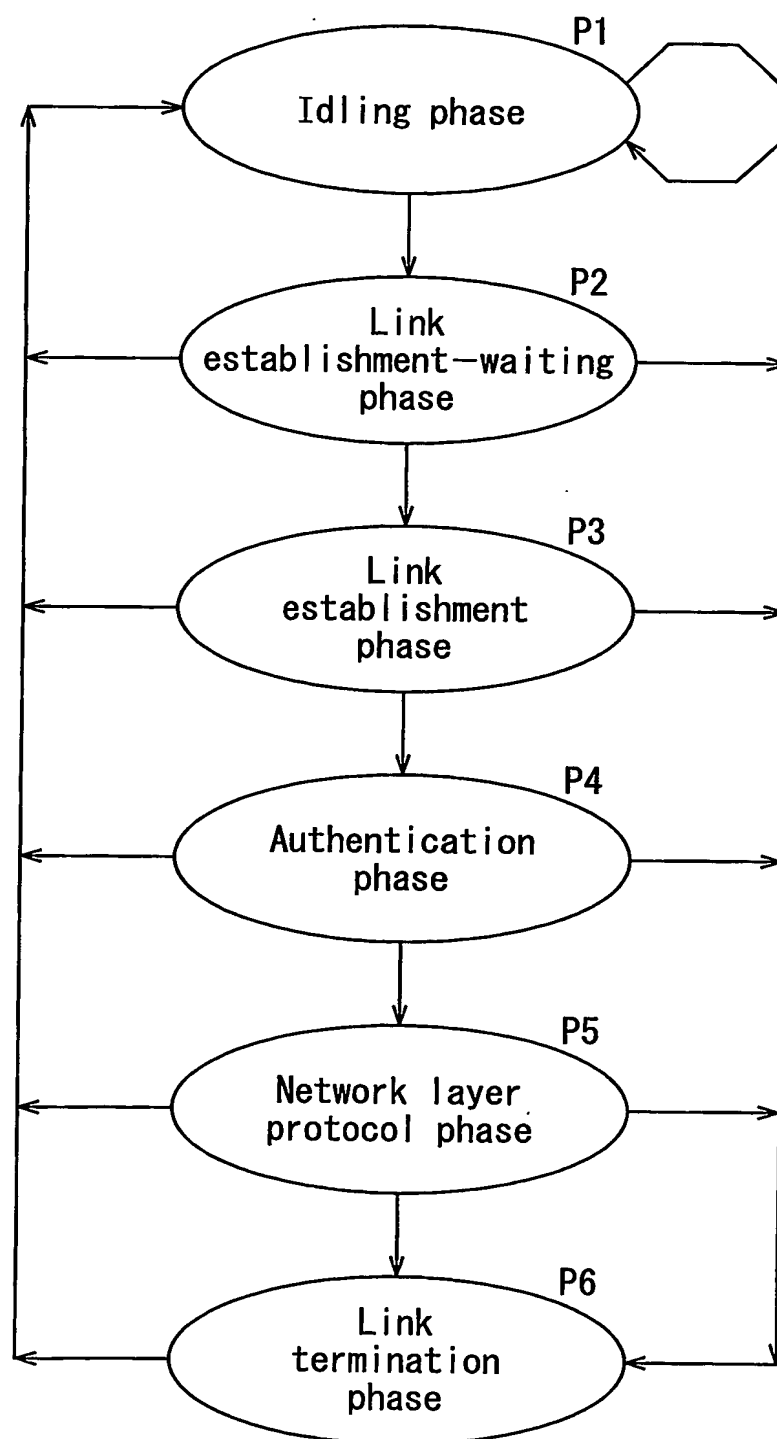 P1
Idling phase
P2
Link
establishment-waiting
phase
P3
Link
establishment
phase
P4
Authentication
phase
P5
Network layer
protocol phase
P6
Link
termination
phase